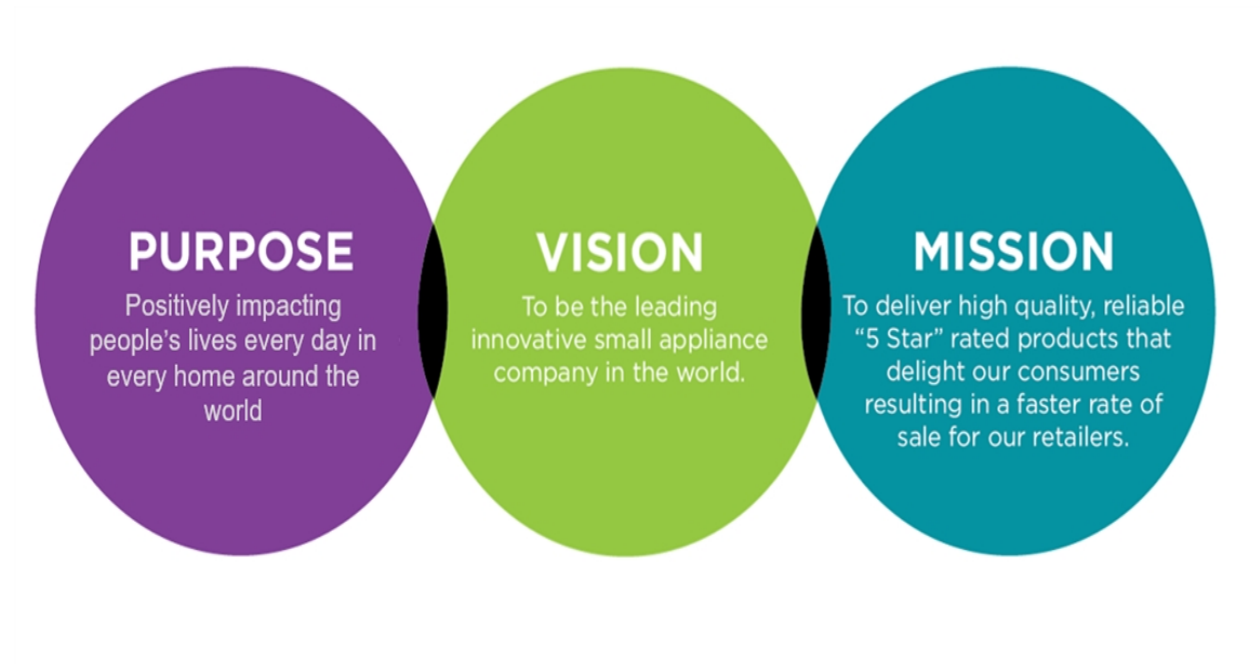 PURPOSE
Positively impacting
people's lives every day in
every home around the
world
VISION
To be the leading
innovative small appliance
company in the world.
MISSION
To deliver high quality, reliable
“5 Star” rated products that
delight our consumers
resulting in a faster rate of
sale for our retailers.